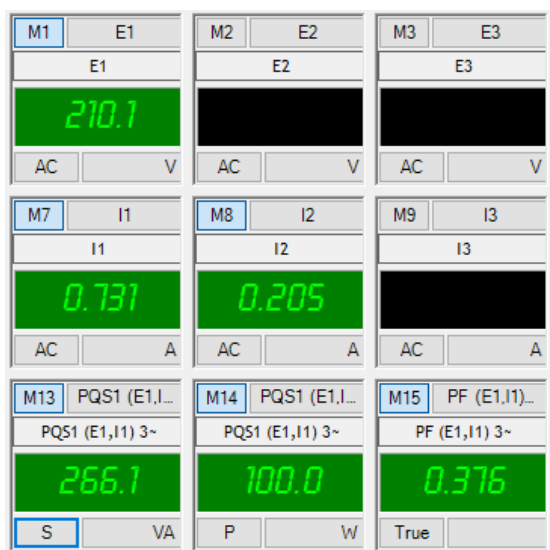 M1 E1 M2 E2 M3 E3
E1 E2 E3
210.1
AC V AC V AC V
M7 I1 M8 I2 M9 I3
I1 I2 I3
0.731 0.205
AC A AC A AC A
M13 PQS1 (E1,I... M14 PQS1 (E1,I... M15 PF (E1,I1)...
PQS1 (E1,I1) 3~ PQS1 (E1,I1) 3~ PF (E1,I1) 3~
266.1 100.0 0.376
S VA P W True